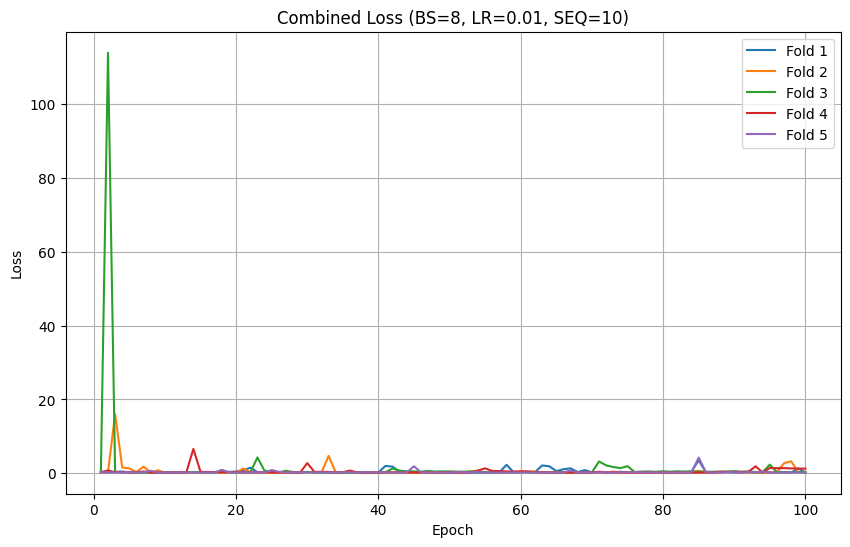 Combined Loss (BS=8, LR=0.01, SEQ=10)
Fold 1
Fold 2
Fold 3
Fold 4
Fold 5
Loss
100
80
60
40
20
0
0 20 40 60 80 100
Epoch